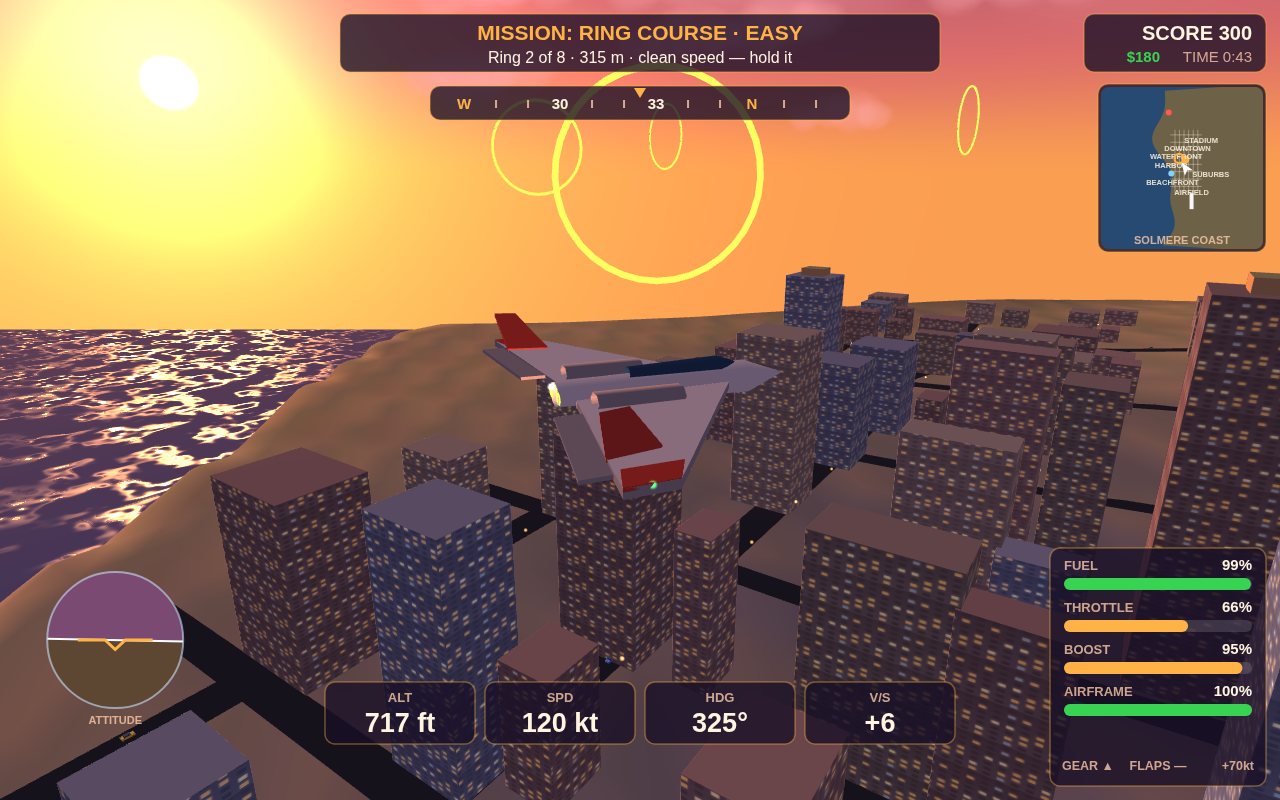 MISSION: RING COURSE · EASY
Ring 2 of 8 · 315 m · clean speed — hold it
SCORE 300
$180 TIME 0:43
W 30 33 N
STADIUM
DOWNTOWN
WATERFRONT
HARBOR
SUBURBS
BEACHFRONT
AIRFIELD
SOLMERE COAST
ATTITUDE
ALT
717 ft
SPD
120 kt
HDG
325°
V/S
+6
FUEL 99%
THROTTLE 66%
BOOST 95%
AIRFRAME 100%
GEAR ▲ FLAPS — +70kt